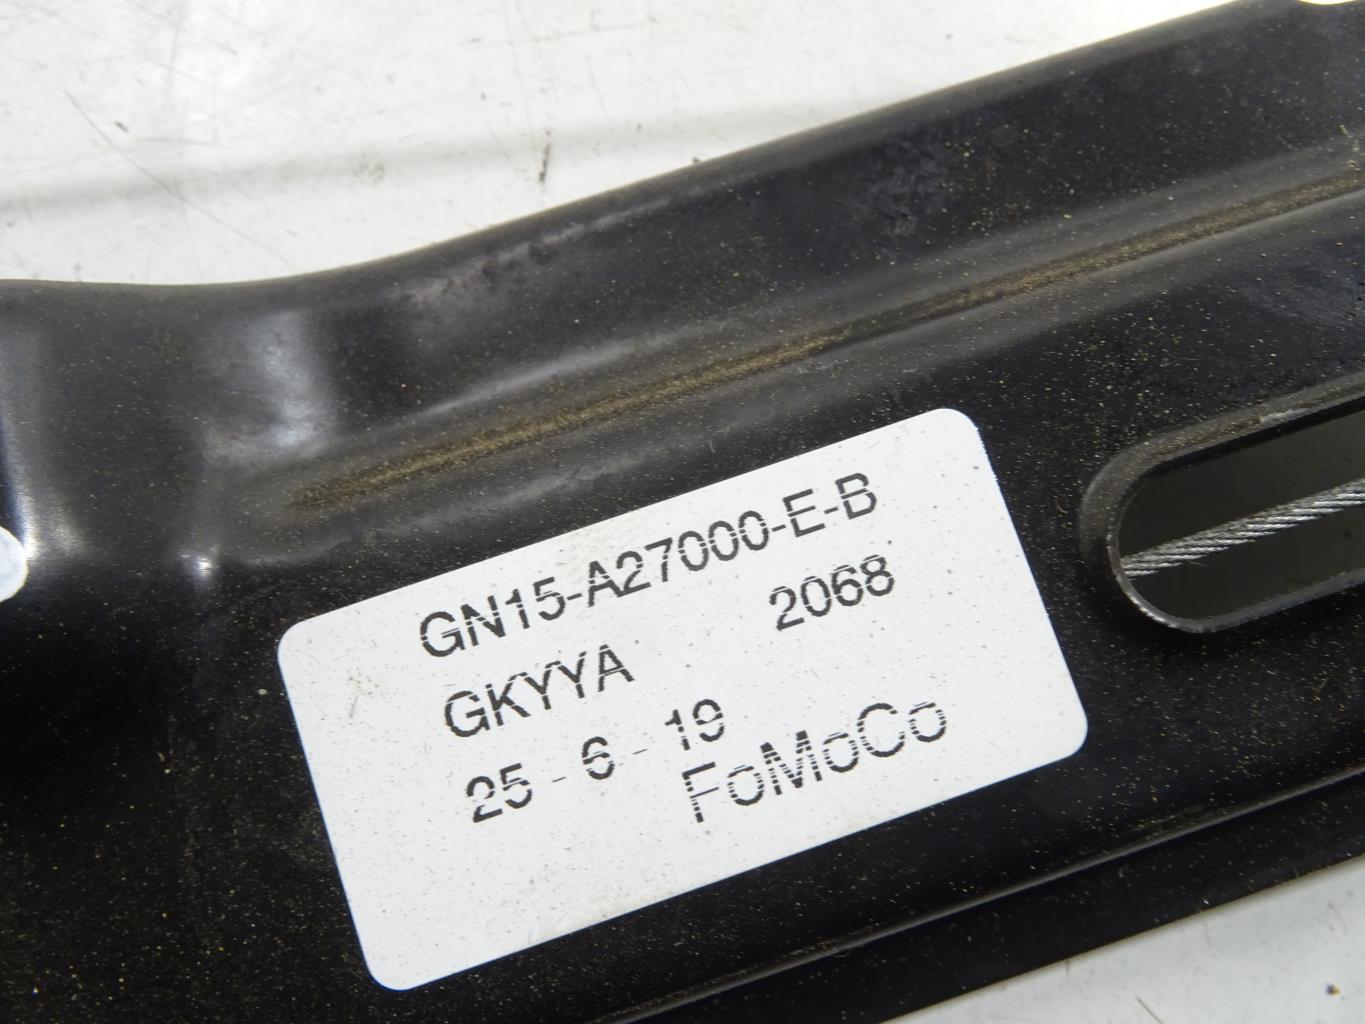 GN15-A27000-E-B
GKYYA 2068
25 - 6 - 19
FoMoCo